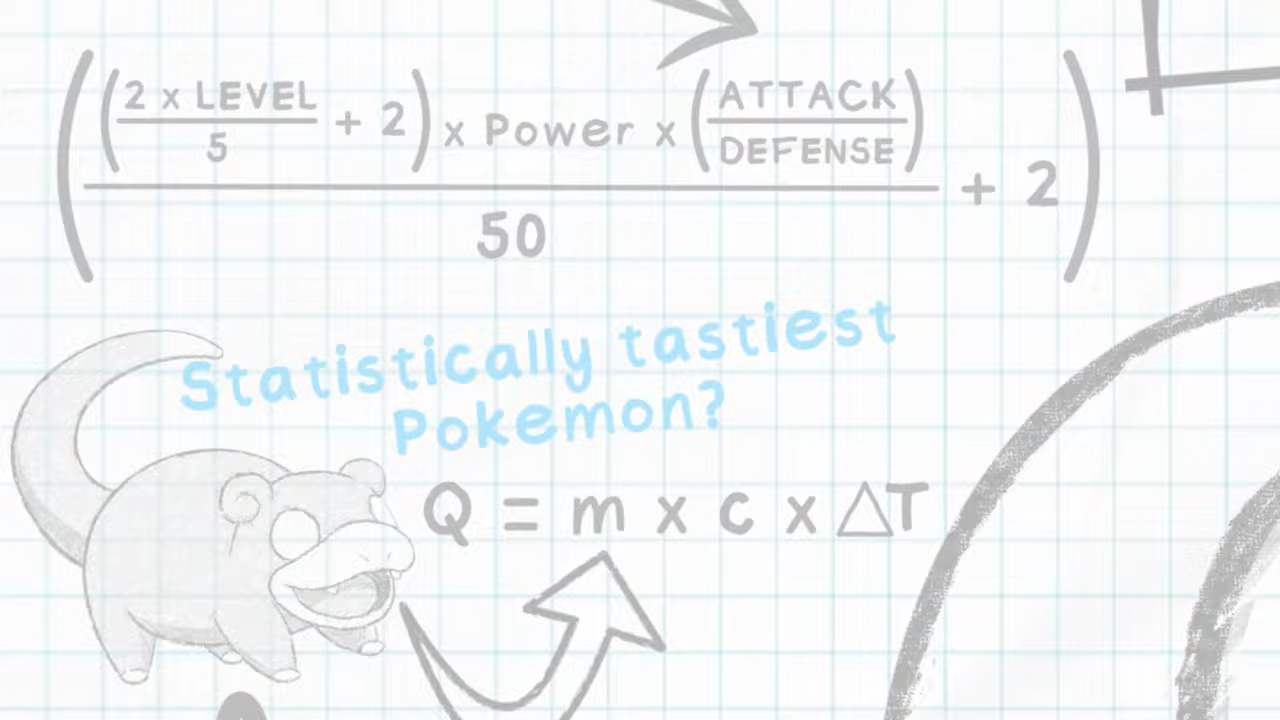 ((2 x LEVEL / 5 + 2) x Power x (ATTACK / DEFENSE) / 50 + 2)
Statistically tastiest
Pokemon?
Q = m x c x △T